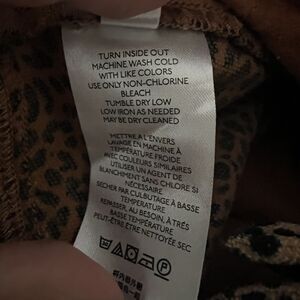 TURN INSIDE OUT
MACHINE WASH COLD
WITH LIKE COLORS
USE ONLY NON-CHLORINE
BLEACH
TUMBLE DRY LOW
LOW IRON AS NEEDED
MAY BE DRY CLEANED
METTRE A L'ENVERS
LAVAGE EN MACHINE À
TEMPÉRATURE FROIDE
AVEC COULEURS SIMILAIRES
UTILISER UN AGENT DE
BLANCHIMENT SANS CHLORE SI
NÉCESSAIRE
SÉCHER PAR CULBUTAGE À BASSE
TEMPERATURE
REPASSER, AU BESOIN, À TRÈS
BASSE TEMPÉRATURE
PEUT-ÊTRE ÊTRE NETTOYÉE SEC
P